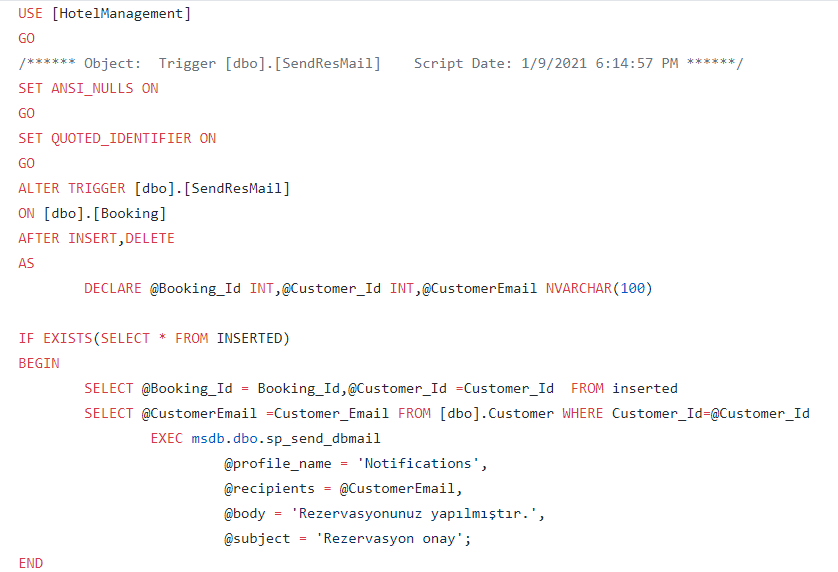 USE [HotelManagement]
GO
/****** Object:  Trigger [dbo].[SendResMail]    Script Date: 1/9/2021 6:14:57 PM ******/
SET ANSI_NULLS ON
GO
SET QUOTED_IDENTIFIER ON
GO
ALTER TRIGGER [dbo].[SendResMail]
ON [dbo].[Booking]
AFTER INSERT,DELETE
AS
        DECLARE @Booking_Id INT,@Customer_Id INT,@CustomerEmail NVARCHAR(100)

IF EXISTS(SELECT * FROM INSERTED)
BEGIN
        SELECT @Booking_Id = Booking_Id,@Customer_Id =Customer_Id  FROM inserted
        SELECT @CustomerEmail =Customer_Email FROM [dbo].Customer WHERE Customer_Id=@Customer_Id
                EXEC msdb.dbo.sp_send_dbmail
                         @profile_name = 'Notifications',
                         @recipients = @CustomerEmail,
                         @body = 'Rezervasyonunuz yapılmıştır.',
                         @subject = 'Rezervasyon onay';
END